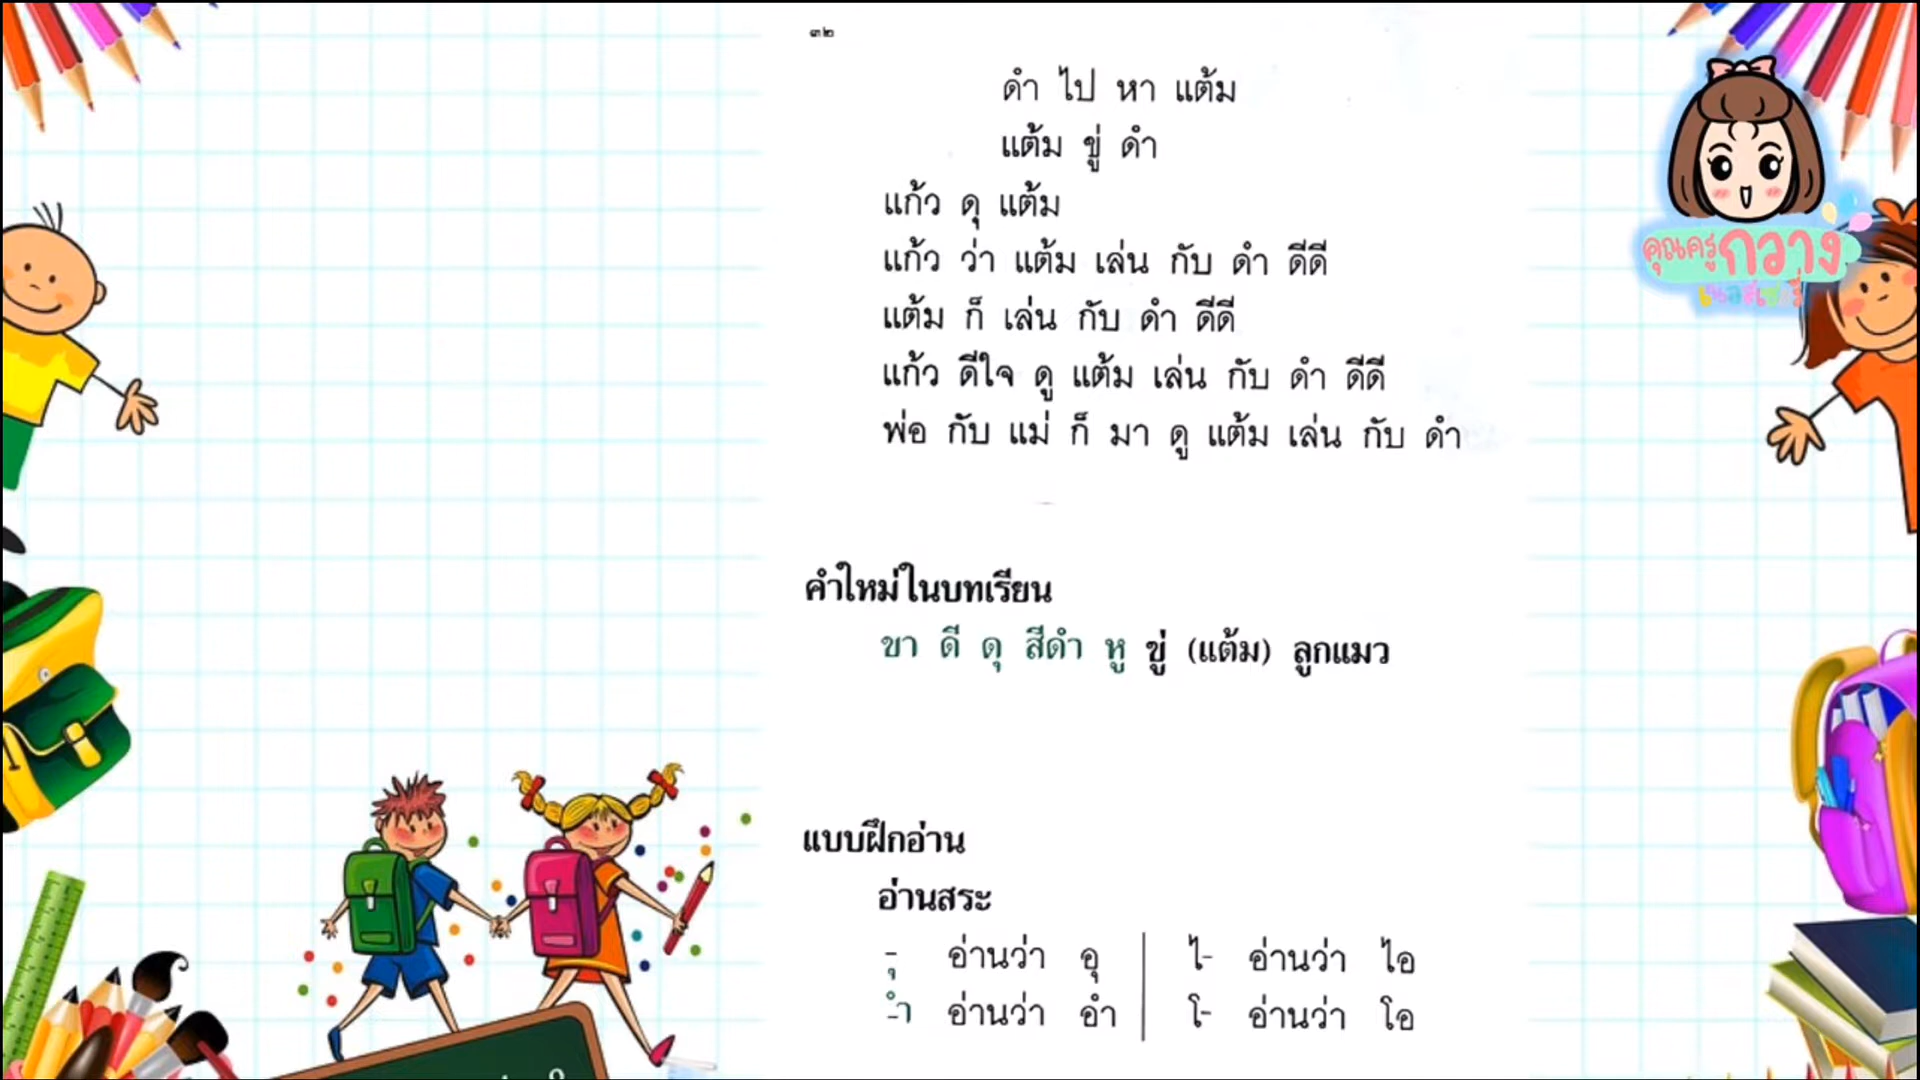 ๓๒
ดำ ไป หา แต้ม
แต้ม ขู่ ดำ
แก้ว ดุ แต้ม
แก้ว ว่า แต้ม เล่น กับ ดำ ดีดี
แต้ม ก็ เล่น กับ ดำ ดีดี
แก้ว ดีใจ ดู แต้ม เล่น กับ ดำ ดีดี
พ่อ กับ แม่ ก็ มา ดู แต้ม เล่น กับ ดำ
คุณครูกวาง
เนอสเซอรี่
คำใหม่ในบทเรียน
ขา ดี ดุ สีดำ หู ขู่ (แต้ม) ลูกแมว
แบบฝึกอ่าน
อ่านสระ
-ุ อ่านว่า อุ | ไ- อ่านว่า ไอ
-ำ อ่านว่า อำ | โ- อ่านว่า โอ